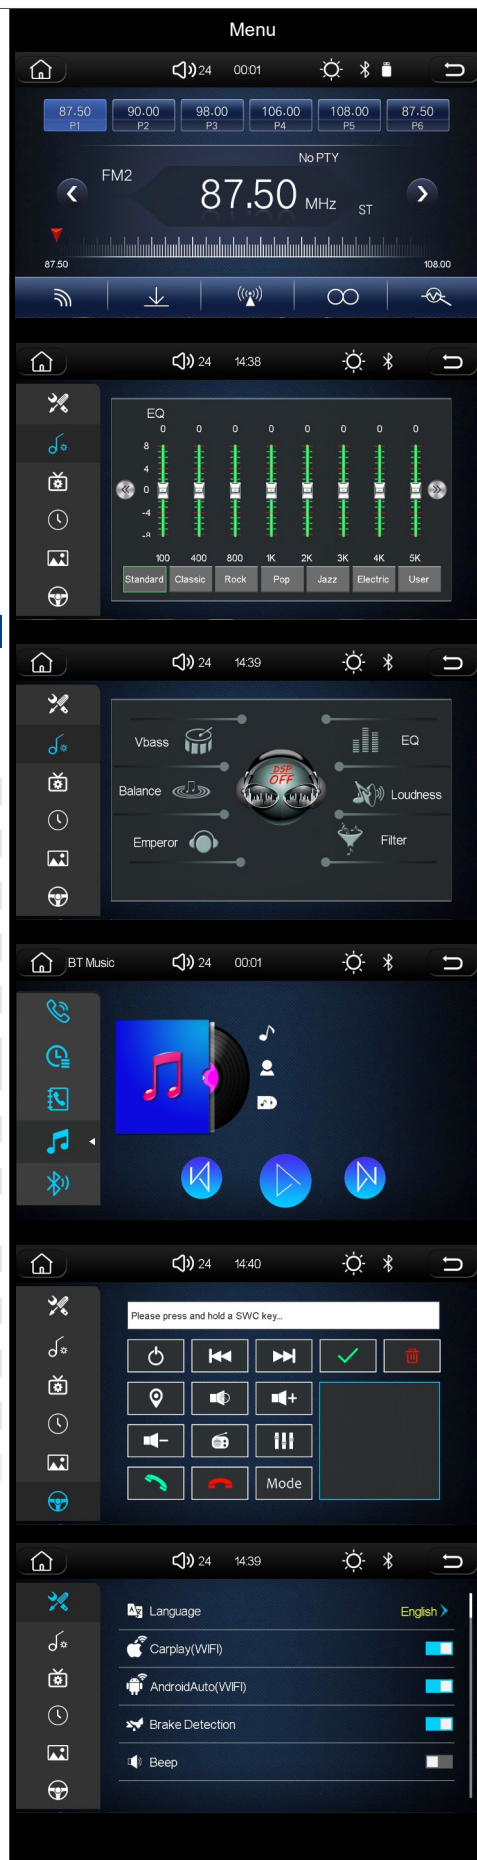 Menu
24 00:01
87.50 90.00 98.00 106.00 108.00 87.50
P1 P2 P3 P4 P5 P6
No PTY
FM2 87.50 MHz ST
87.50 108.00
24 14:38
EQ
0 0 0 0 0 0 0 0
8
4
0
-4
-8
100 400 800 1K 2K 3K 4K 5K
Standard Classic Rock Pop Jazz Electric User
24 14:39
Vbass EQ
DSP
OFF
Balance Loudness
Emperor Filter
BT Music 24 00:01
24 14:40
Please press and hold a SWC key...
Mode
24 14:39
Language English
Carplay(WIFI)
AndroidAuto(WIFI)
Brake Detection
Beep